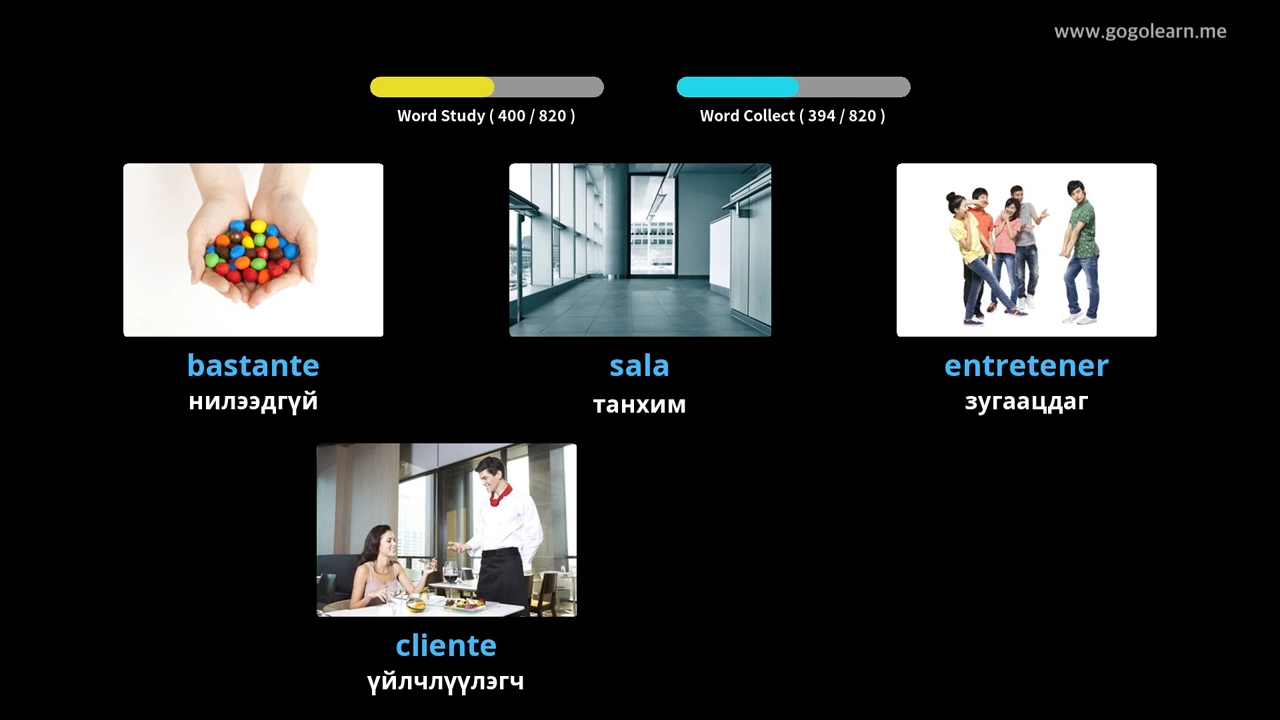 www.gogolearn.me
Word Study ( 400 / 820 )
Word Collect ( 394 / 820 )
bastante
нилээдгүй
sala
танхим
entretener
зугаацдаг
cliente
үйлчлүүлэгч